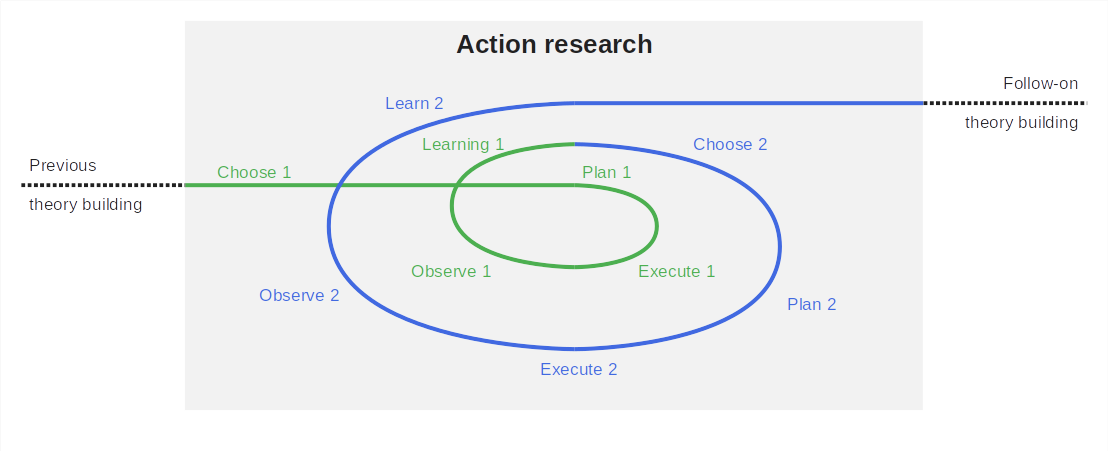 Action research
Previous
theory building
Choose 1
Plan 1
Execute 1
Observe 1
Learning 1
Choose 2
Plan 2
Execute 2
Observe 2
Learn 2
Follow-on
theory building